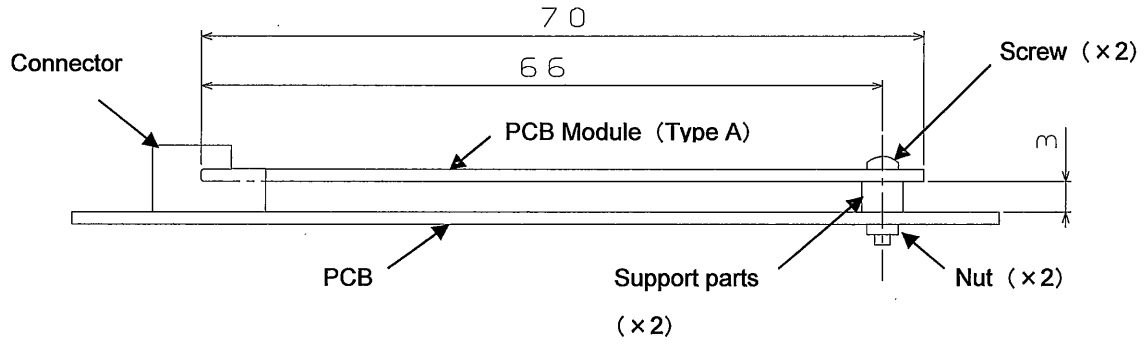 70
66
Connector
Screw (×2)
PCB Module (Type A)
3
PCB
Support parts
(×2)
Nut (×2)